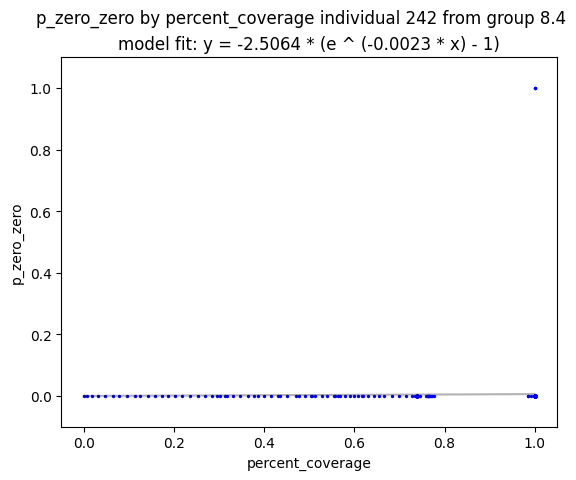 p_zero_zero by percent_coverage individual 242 from group 8.4
model fit: y = -2.5064 * (e ^ (-0.0023 * x) - 1)
1.0
0.8
0.6
0.4
0.2
0.0
p_zero_zero
0.0 0.2 0.4 0.6 0.8 1.0
percent_coverage